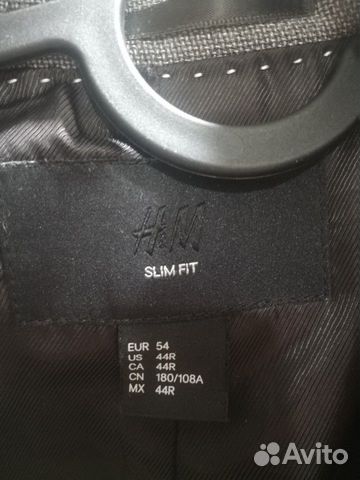 H&M
SLIM FIT
EUR 54
US 44R
CA 44R
CN 180/108A
MX 44R
Avito